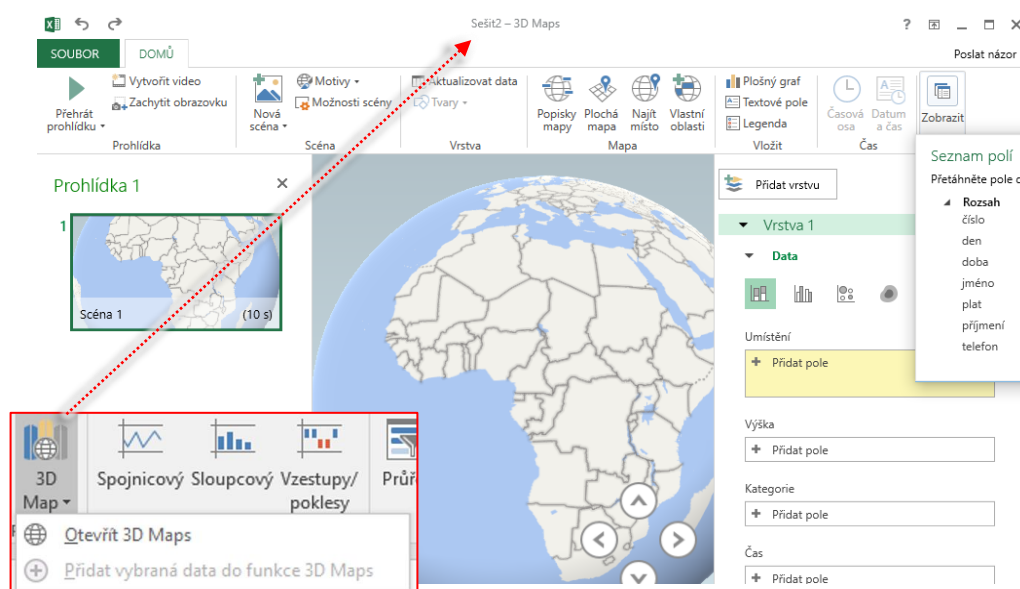 Sešit2 – 3D Maps
?
SOUBOR DOMŮ
Poslat názor
Přehrát prohlídku
Vytvořit video
Zachytit obrazovku
Prohlídka
Nová scéna
Motivy
Možnosti scény
Scéna
Aktualizovat data
Tvary
Vrstva
Popisky mapy
Plochá mapa
Najít místo
Vlastní oblasti
Mapa
Plošný graf
Textové pole
Legenda
Vložit
Časová osa
Datum a čas
Čas
Zobrazit
Prohlídka 1
1
Scéna 1 (10 s)
Přidat vrstvu
Vrstva 1
Data
Umístění
Přidat pole
Výška
Přidat pole
Kategorie
Přidat pole
Čas
Přidat pole
Seznam polí
Přetáhněte pole
Rozsah
číslo
den
doba
jméno
plat
příjmení
telefon
3D Map
Spojnicový
Sloupcový
Vzestupy/
poklesy
Otevřít 3D Maps
Přidat vybraná data do funkce 3D Maps